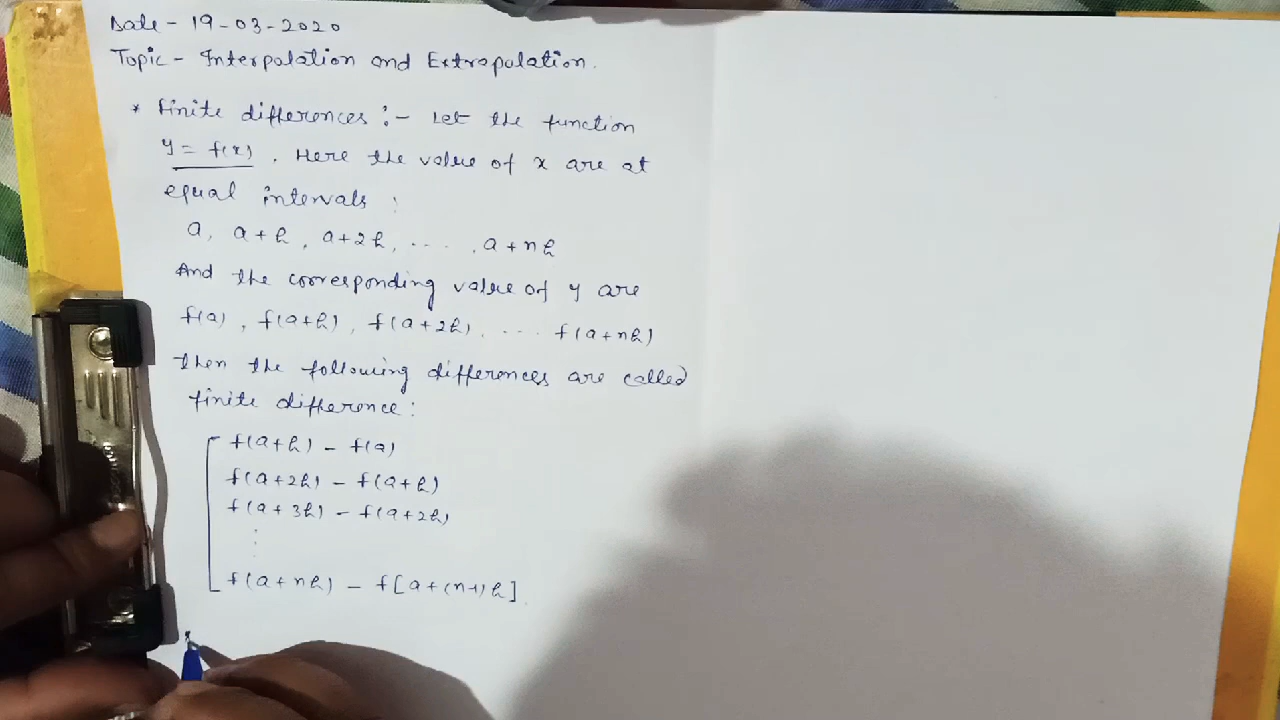 Date - 19-03-2020
Topic - Interpolation and Extrapolation.
* Finite differences :- Let the function
y = f(x) . Here the value of x are at
equal intervals :
a, a+h, a+2h, ..... , a+nh
And the corresponding value of y are
f(a), f(a+h), f(a+2h), .... f(a+nh)
then the following differences are called
finite difference :
f(a+h) - f(a)
f(a+2h) - f(a+h)
f(a+3h) - f(a+2h)
⋮
f(a+nh) - f[a+(n-1)h]